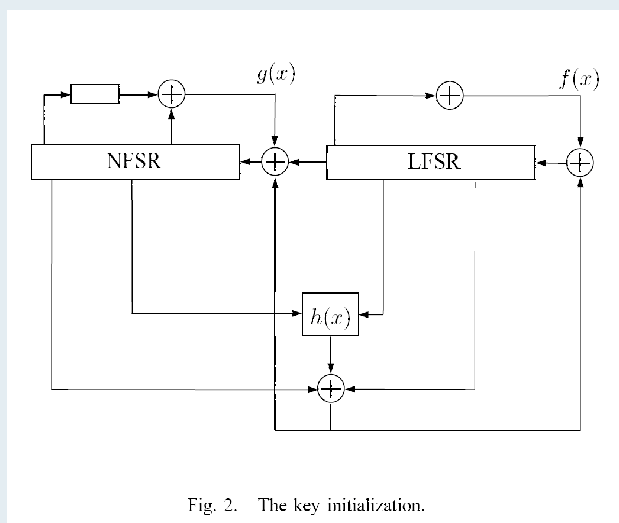 g(x)
f(x)
NFSR
LFSR
h(x)
Fig. 2. The key initialization.